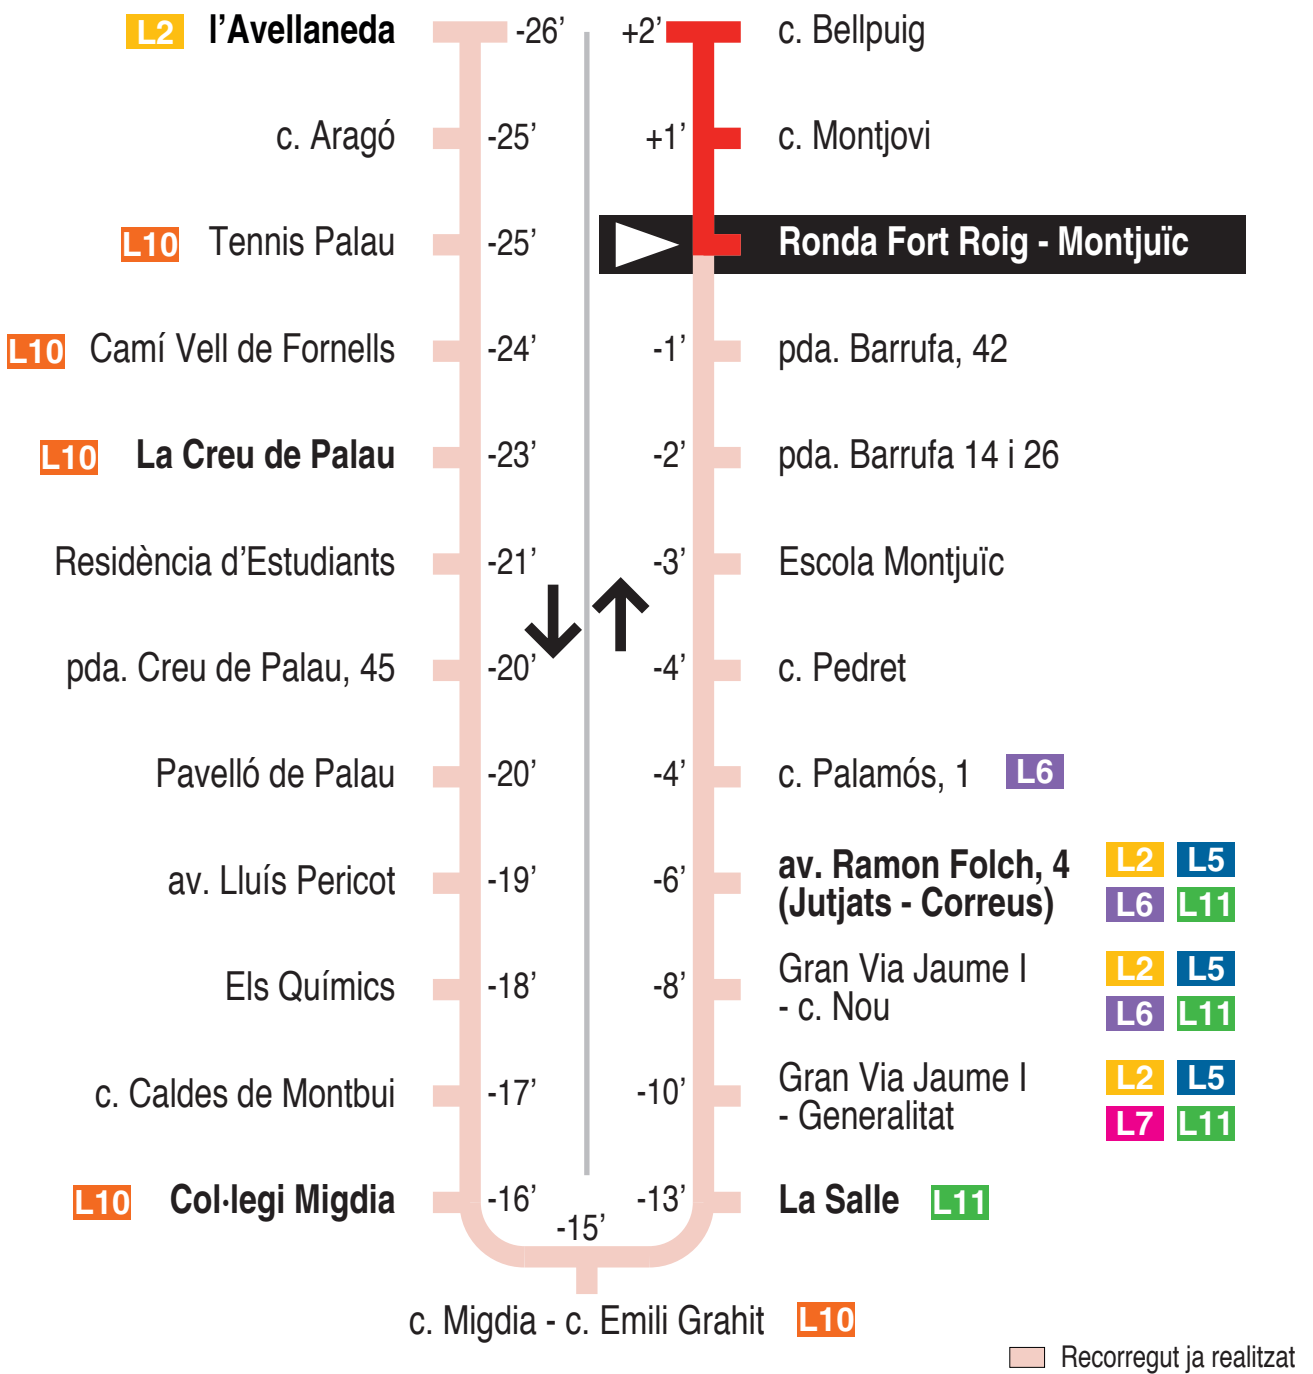 L2 l’Avellaneda -26’
c. Aragó -25’
L10 Tennis Palau -25’
L10 Camí Vell de Fornells -24’
L10 La Creu de Palau -23’
Residència d’Estudiants -21’
pda. Creu de Palau, 45 -20’
Pavelló de Palau -20’
av. Lluís Pericot -19’
Els Químics -18’
c. Caldes de Montbui -17’
L10 Col·legi Migdia -16’
-15’
c. Migdia - c. Emili Grahit L10
+2’ c. Bellpuig
+1’ c. Montjovi
Ronda Fort Roig - Montjuïc
-1’ pda. Barrufa, 42
-2’ pda. Barrufa 14 i 26
-3’ Escola Montjuïc
-4’ c. Pedret
-4’ c. Palamós, 1 L6
-6’ av. Ramon Folch, 4 L2 L5
(Jutjats - Correus) L6 L11
-8’ Gran Via Jaume I L2 L5
- c. Nou L6 L11
-10’ Gran Via Jaume I L2 L5
- Generalitat L7 L11
-13’ La Salle L11
Recorregut ja realitzat